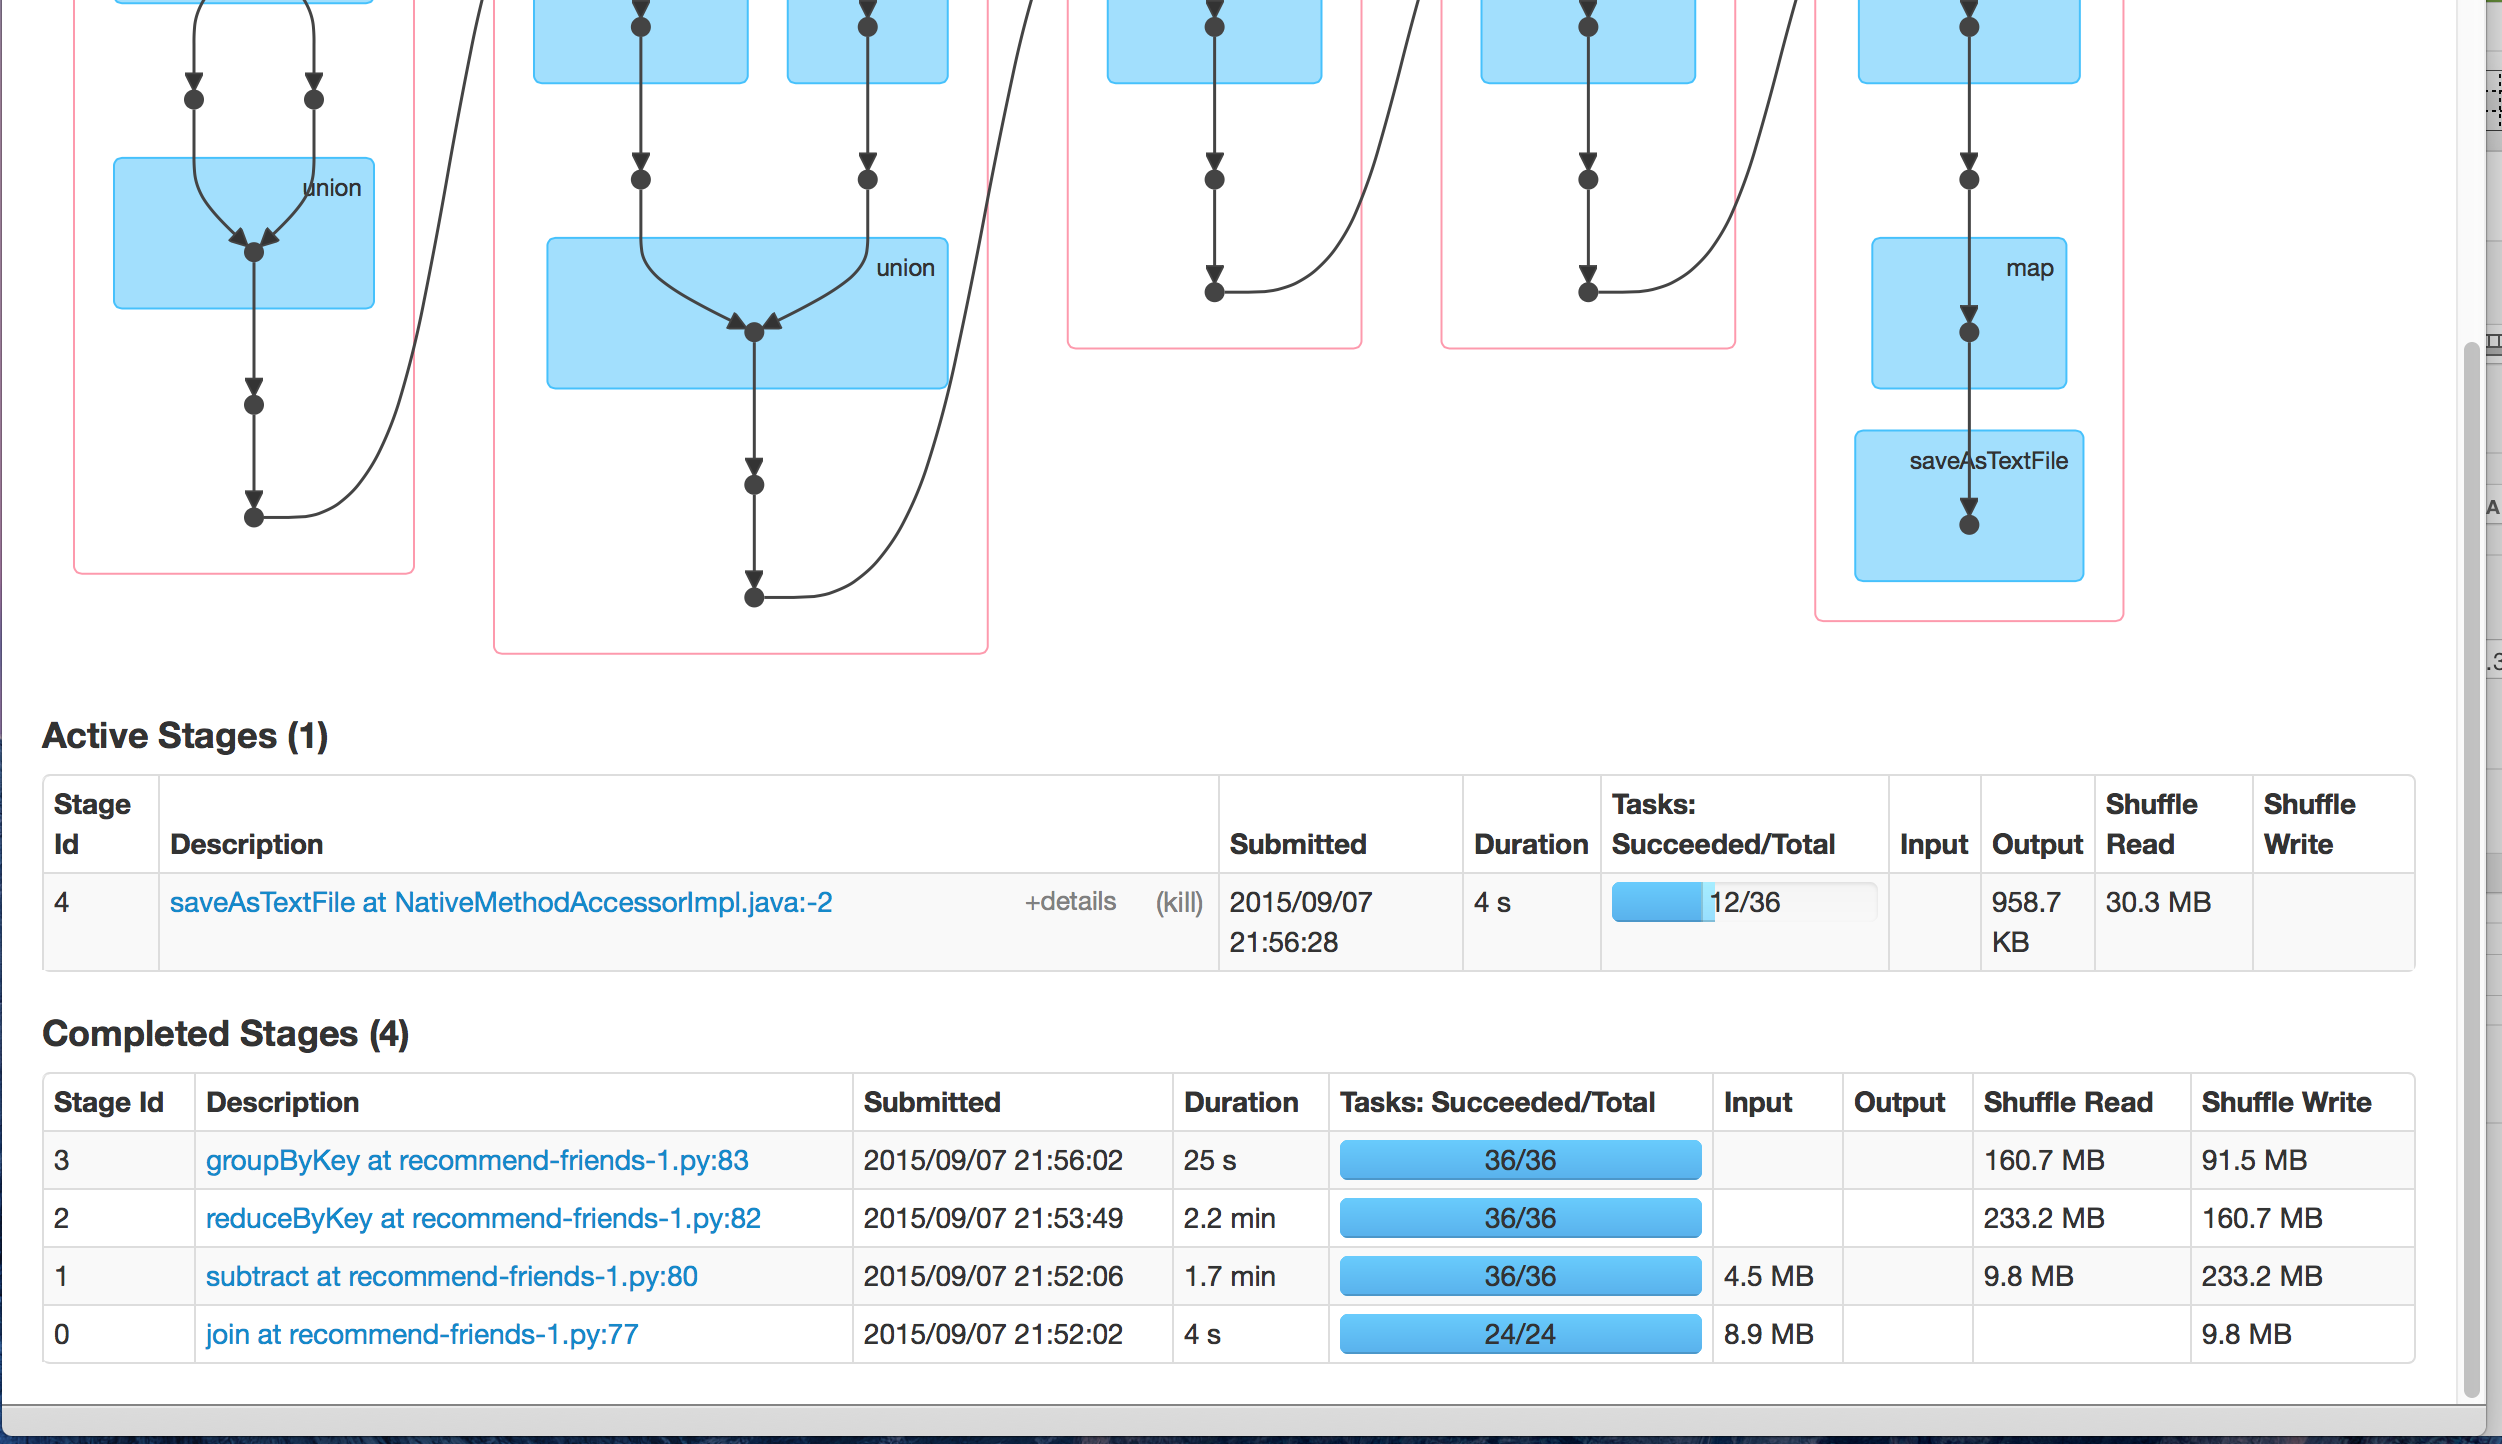 union
union
map
saveAsTextFile
Active Stages (1)
Stage Id Description Submitted Duration Tasks: Succeeded/Total Input Output Shuffle Read Shuffle Write
4 saveAsTextFile at NativeMethodAccessorImpl.java:-2 +details (kill) 2015/09/07 21:56:28 4 s 12/36 958.7 KB 30.3 MB
Completed Stages (4)
Stage Id Description Submitted Duration Tasks: Succeeded/Total Input Output Shuffle Read Shuffle Write
3 groupByKey at recommend-friends-1.py:83 2015/09/07 21:56:02 25 s 36/36 160.7 MB 91.5 MB
2 reduceByKey at recommend-friends-1.py:82 2015/09/07 21:53:49 2.2 min 36/36 233.2 MB 160.7 MB
1 subtract at recommend-friends-1.py:80 2015/09/07 21:52:06 1.7 min 36/36 4.5 MB 9.8 MB 233.2 MB
0 join at recommend-friends-1.py:77 2015/09/07 21:52:02 4 s 24/24 8.9 MB 9.8 MB